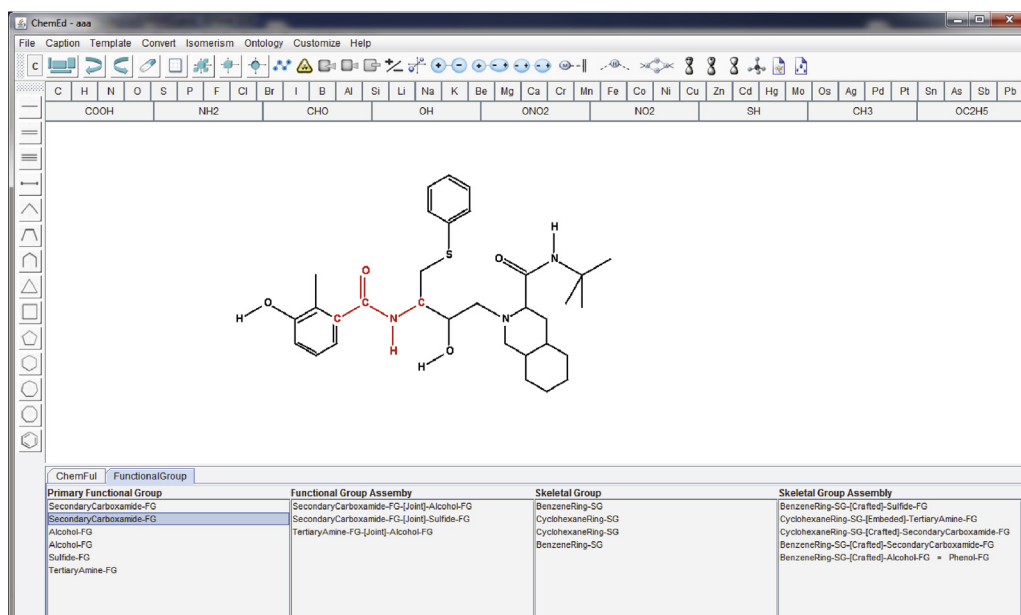 ChemEd - aaa
File Caption Template Convert Isomerism Ontology Customize Help
C
C H N O S P F Cl Br I B Al Si Li Na K Be Mg Ca Cr Mn Fe Co Ni Cu Zn Cd Hg Mo Os Ag Pd Pt Sn As Sb Pb
COOH NH2 CHO OH ONO2 NO2 SH CH3 OC2H5
H
S
O N
O
O C C
H N N
H O
H
ChemFul FunctionalGroup
Primary Functional Group Functional Group Assemby Skeletal Group Skeletal Group Assembly
SecondaryCarboxamide-FG SecondaryCarboxamide-FG-[Joint]-Alcohol-FG BenzeneRing-SG BenzeneRing-SG-[Crafted]-Sulfide-FG
SecondaryCarboxamide-FG SecondaryCarboxamide-FG-[Joint]-Sulfide-FG CyclohexaneRing-SG CyclohexaneRing-SG-[Embeded]-TertiaryAmine-FG
Alcohol-FG TertiaryAmine-FG-[Joint]-Alcohol-FG CyclohexaneRing-SG CyclohexaneRing-SG-[Crafted]-SecondaryCarboxamide-FG
Alcohol-FG BenzeneRing-SG BenzeneRing-SG-[Crafted]-SecondaryCarboxamide-FG
Sulfide-FG BenzeneRing-SG-[Crafted]-Alcohol-FG = Phenol-FG
TertiaryAmine-FG